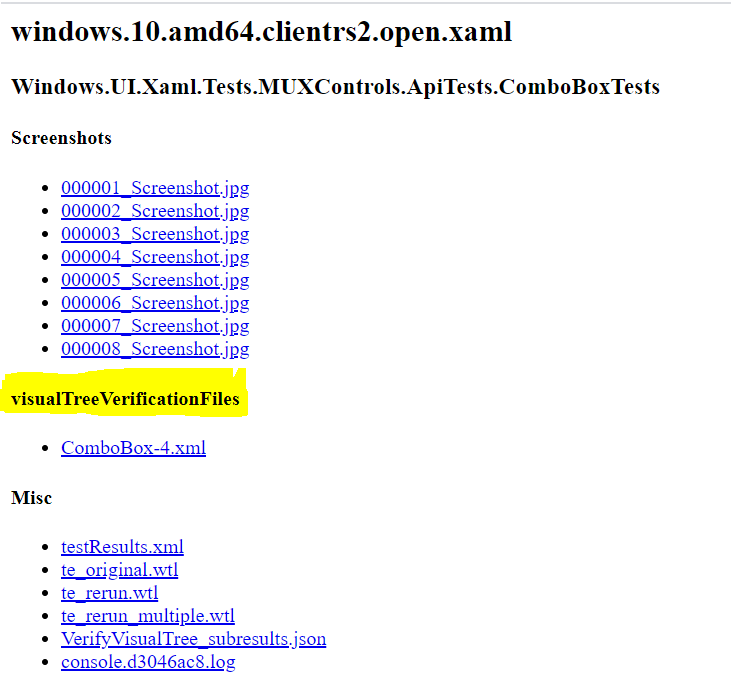 windows.10.amd64.clientrs2.open.xaml
Windows.UI.Xaml.Tests.MUXControls.ApiTests.ComboBoxTests
Screenshots
000001_Screenshot.jpg
000002_Screenshot.jpg
000003_Screenshot.jpg
000004_Screenshot.jpg
000005_Screenshot.jpg
000006_Screenshot.jpg
000007_Screenshot.jpg
000008_Screenshot.jpg
visualTreeVerificationFiles
ComboBox-4.xml
Misc
testResults.xml
te_original.wtl
te_rerun.wtl
te_rerun_multiple.wtl
VerifyVisualTree_subresults.json
console.d3046ac8.log